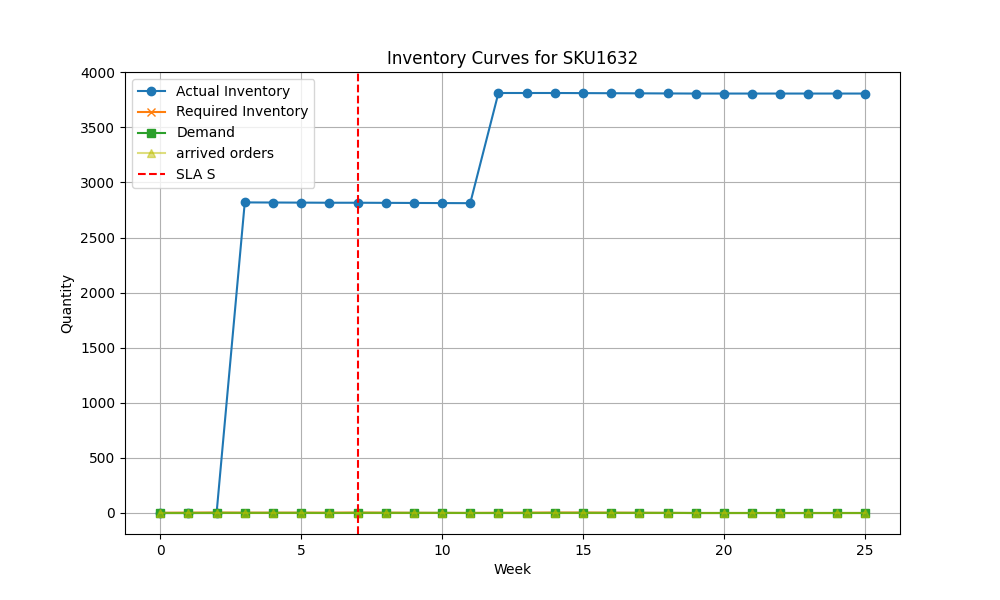 Inventory Curves for SKU1632
Actual Inventory
Required Inventory
Demand
arrived orders
SLA S
Quantity
4000
3500
3000
2500
2000
1500
1000
500
0
0 5 10 15 20 25
Week